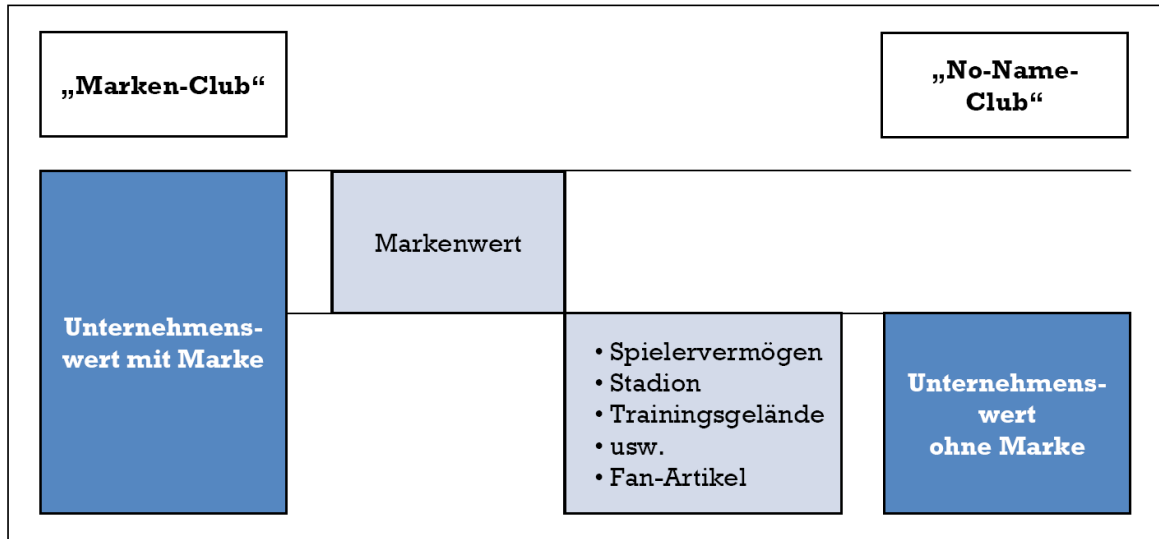 „Marken-Club“
„No-Name-
Club“
Markenwert
Unternehmens-
wert mit Marke
• Spielervermögen
• Stadion
• Trainingsgelände
• usw.
• Fan-Artikel
Unternehmens-
wert
ohne Marke